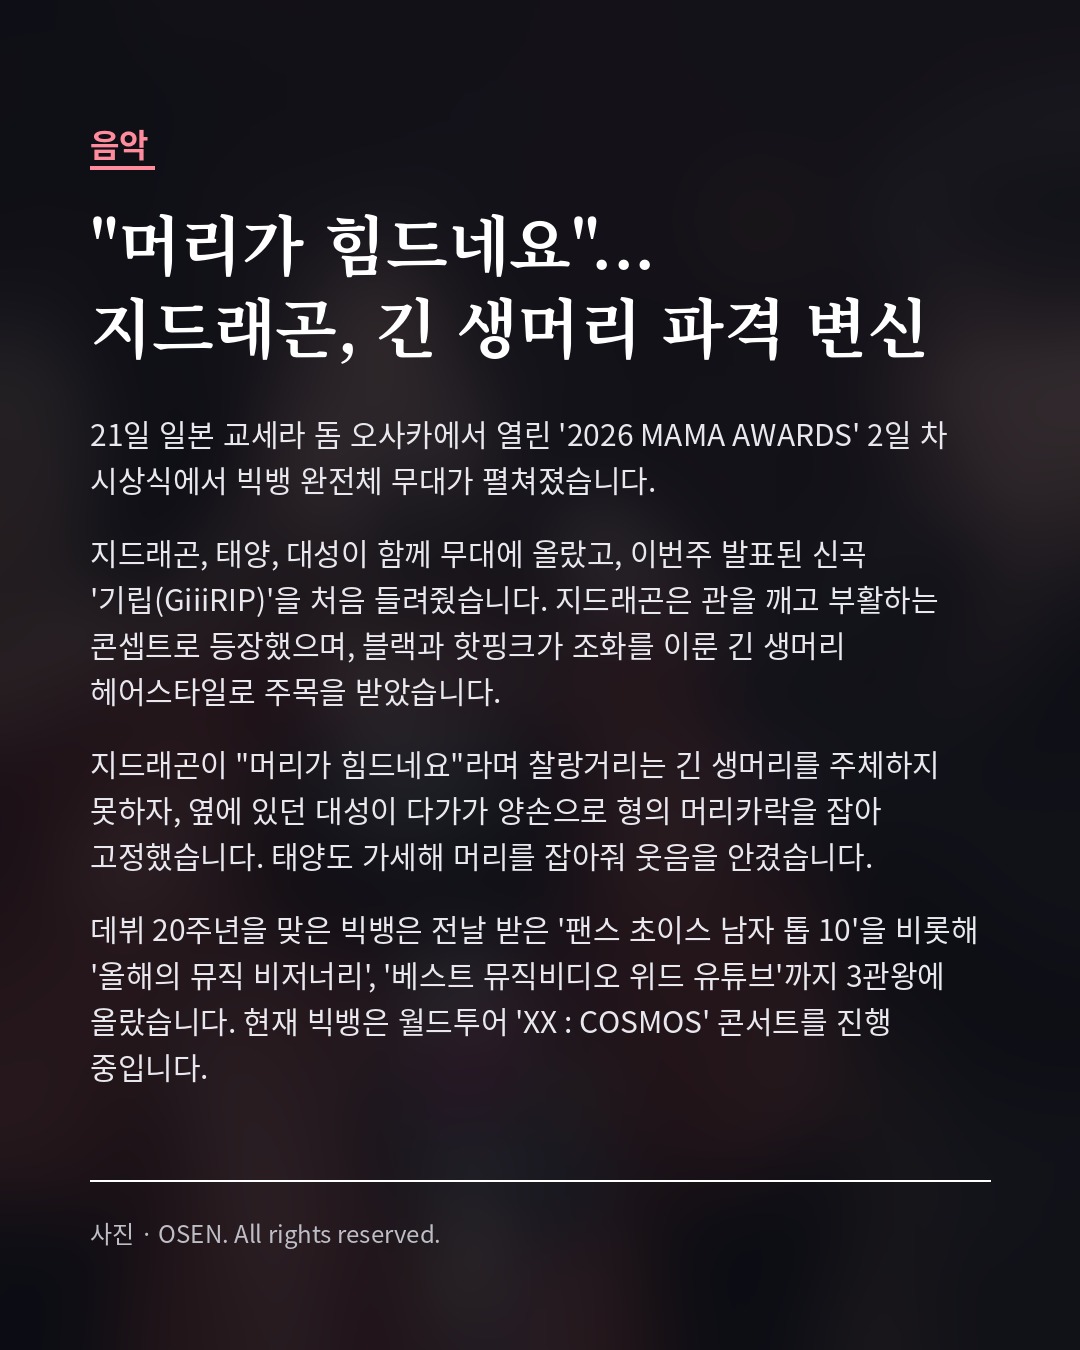 음악
"머리가 힘드네요"...
지드래곤, 긴 생머리 파격 변신
21일 일본 교세라 돔 오사카에서 열린 '2026 MAMA AWARDS' 2일 차
시상식에서 빅뱅 완전체 무대가 펼쳐졌습니다.
지드래곤, 태양, 대성이 함께 무대에 올랐고, 이번주 발표된 신곡
'기립(GiiiRIP)'을 처음 들려줬습니다. 지드래곤은 관을 깨고 부활하는
콘셉트로 등장했으며, 블랙과 핫핑크가 조화를 이룬 긴 생머리
헤어스타일로 주목을 받았습니다.
지드래곤이 "머리가 힘드네요"라며 찰랑거리는 긴 생머리를 주체하지
못하자, 옆에 있던 대성이 다가가 양손으로 형의 머리카락을 잡아
고정했습니다. 태양도 가세해 머리를 잡아줘 웃음을 안겼습니다.
데뷔 20주년을 맞은 빅뱅은 전날 받은 '팬스 초이스 남자 톱 10'을 비롯해
'올해의 뮤직 비저너리', '베스트 뮤직비디오 위드 유튜브'까지 3관왕에
올랐습니다. 현재 빅뱅은 월드투어 'XX : COSMOS' 콘서트를 진행
중입니다.
사진 · OSEN. All rights reserved.